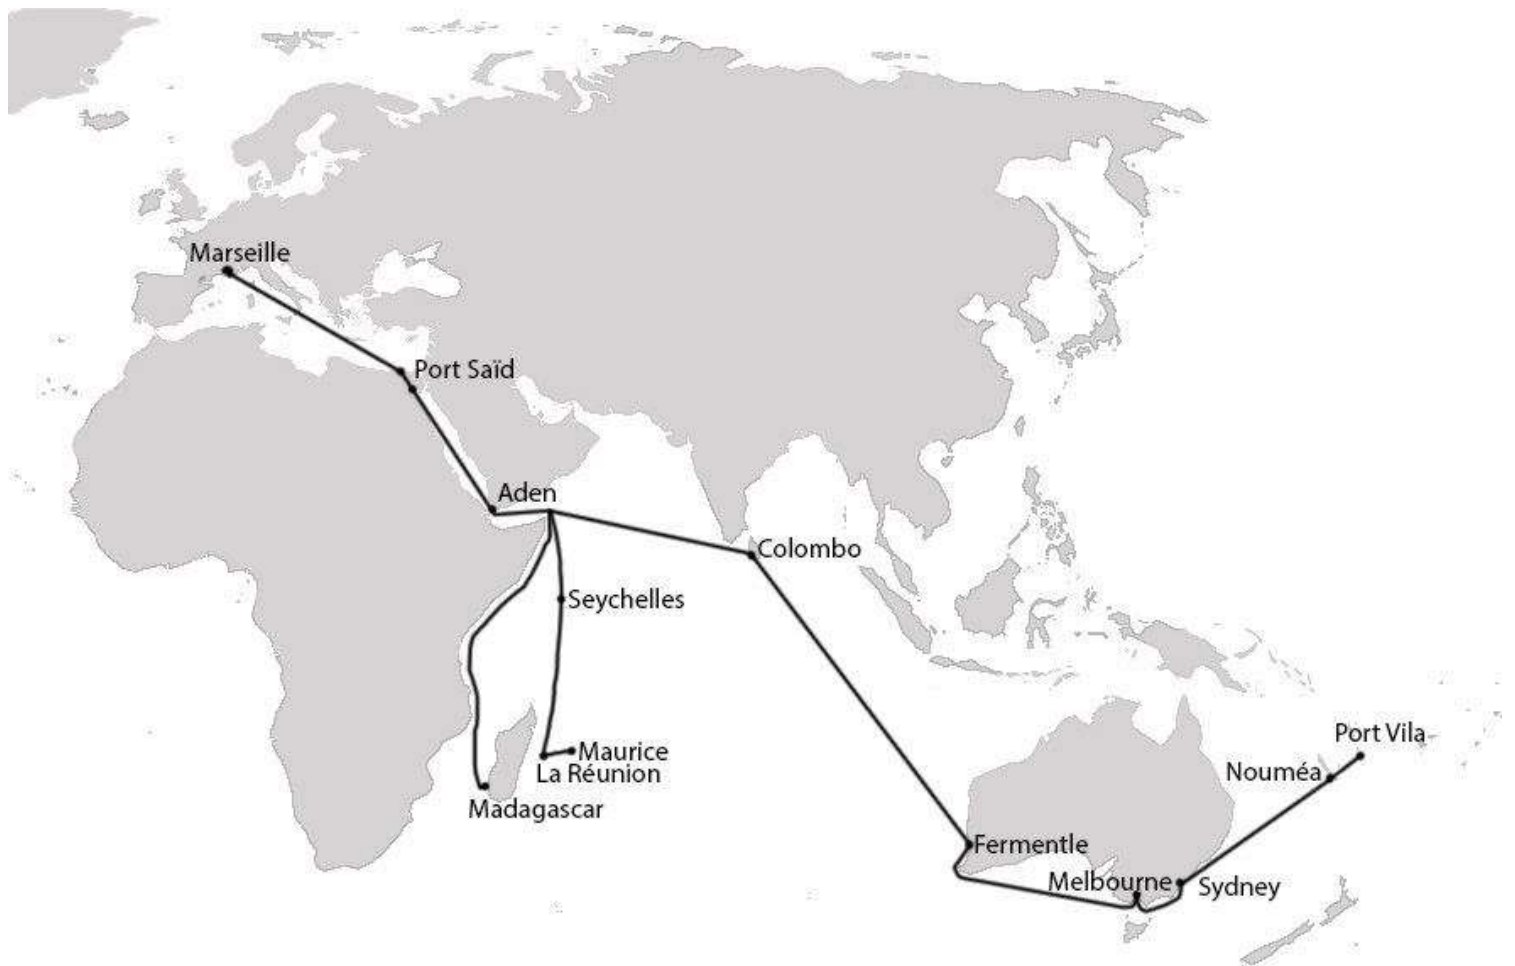 Marseille
Port Saïd
Aden
Colombo
Seychelles
Maurice
La Réunion
Madagascar
Port Vila
Nouméa
Fermentle
Melbourne
Sydney